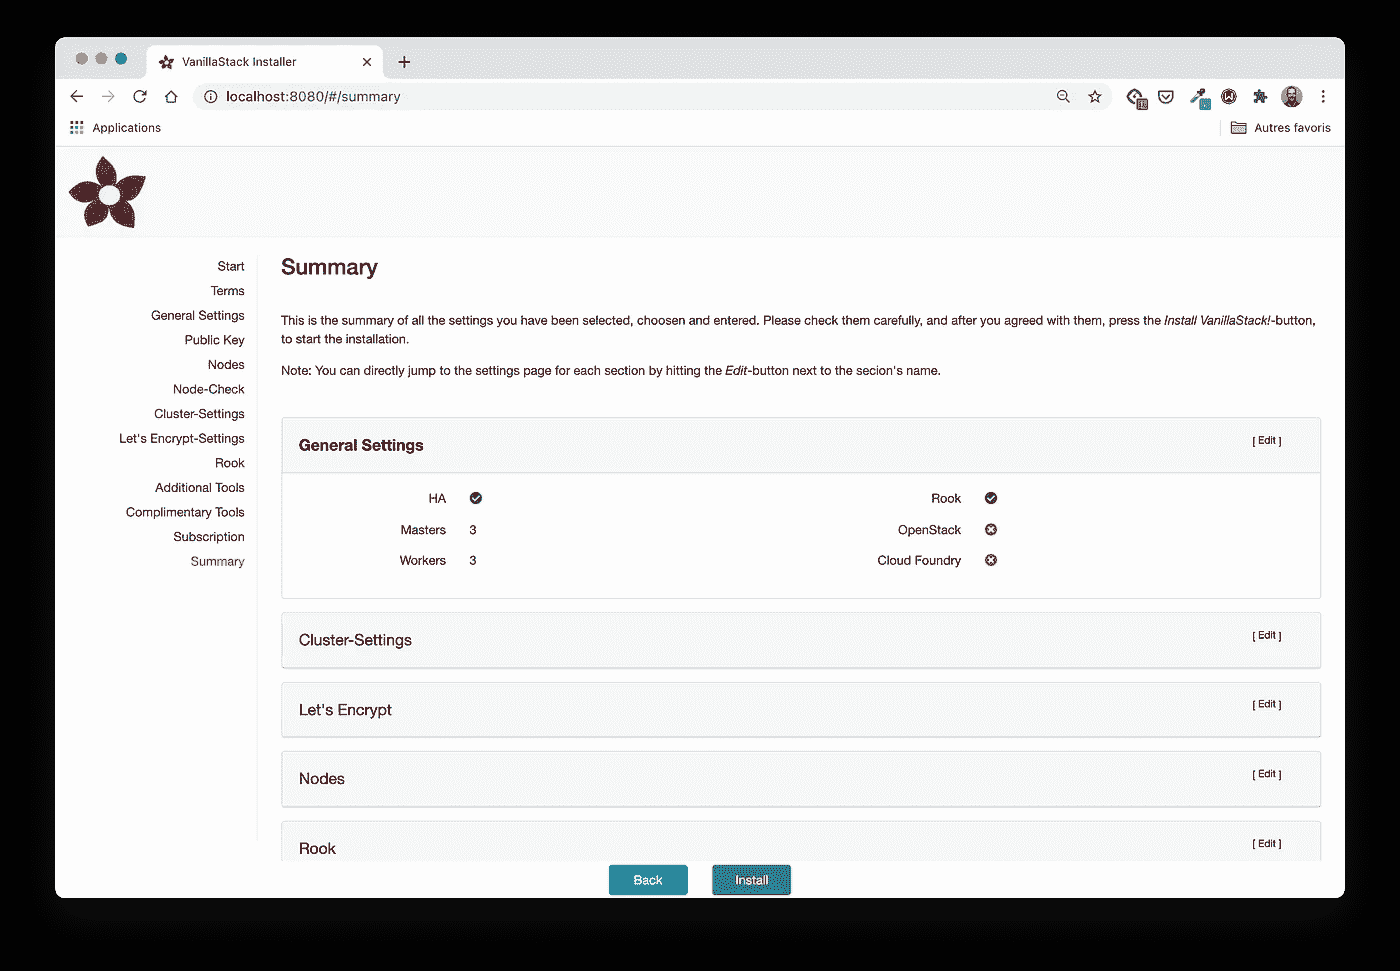 VanillaStack Installer
localhost:8080/#/summary
Applications
Autres favoris
Start
Terms
General Settings
Public Key
Nodes
Node-Check
Cluster-Settings
Let's Encrypt-Settings
Rook
Additional Tools
Complimentary Tools
Subscription
Summary
Summary
This is the summary of all the settings you have been selected, choosen and entered. Please check them carefully, and after you agreed with them, press the Install VanillaStack!-button,
to start the installation.
Note: You can directly jump to the settings page for each section by hitting the Edit-button next to the secion's name.
General Settings [ Edit ]
HA Rook
Masters 3 OpenStack
Workers 3 Cloud Foundry
Cluster-Settings [ Edit ]
Let's Encrypt [ Edit ]
Nodes [ Edit ]
Rook [ Edit ]
Back Install